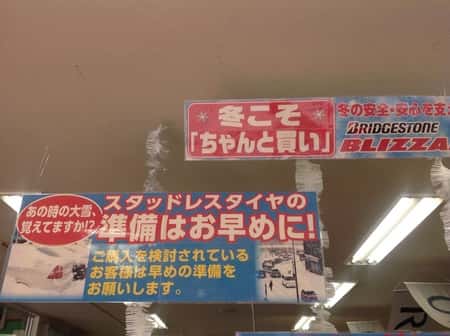 冬こそ
「ちゃんと買い」
冬の安全・安心を支
BRIDGESTONE
BLIZZA
あの時の大雪、
覚えてますか!?
スタッドレスタイヤの
準備はお早めに!
ご購入を検討されている
お客様は早めの準備を
お願いします。
R